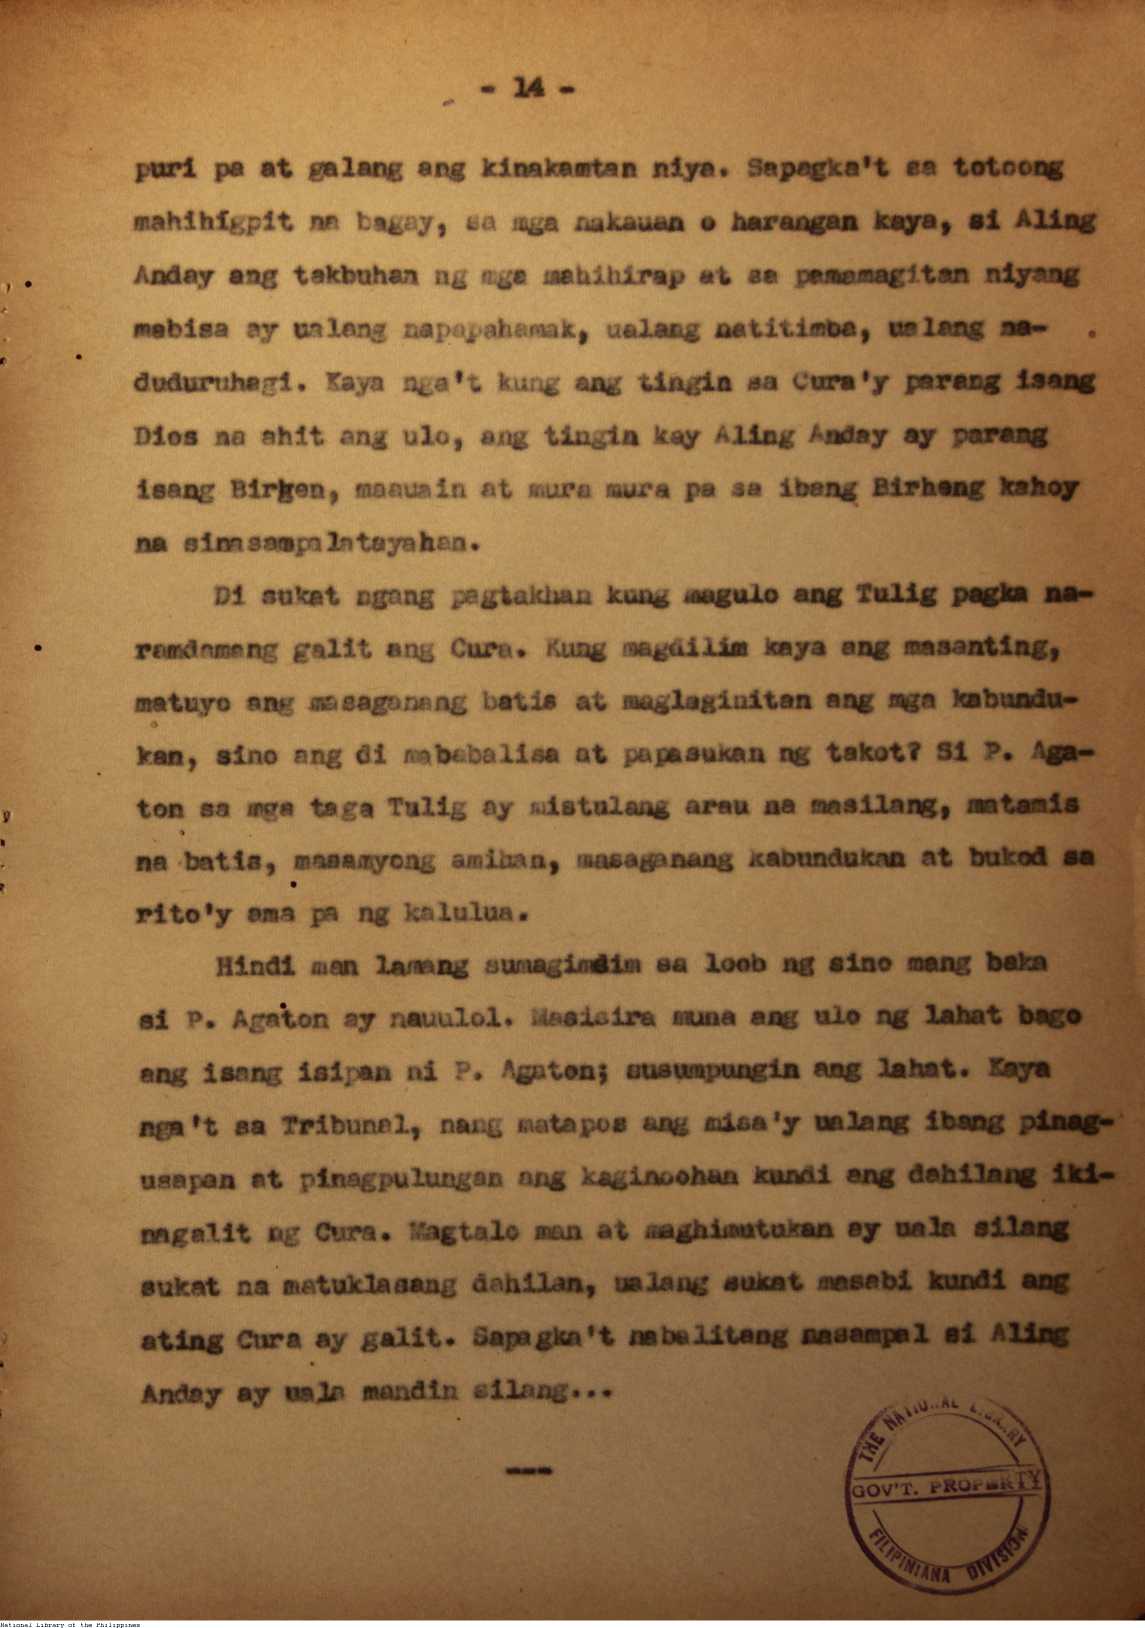 - 14 -
puri pa at galang ang kinakamtan niya. Sapagka't sa totoong
mahihigpit na bagay, sa mga nakauan o harangan kaya, si Aling
Anday ang takbuhan ng mga mahihirap at sa pamamagitan niyang
mabisa ay ualang napapahamak, ualang natitimba, ualang na-
duduruhagi. Kaya nga't kung ang tingin sa Cura'y parang isang
Dios na ahit ang ulo, ang tingin kay Aling Anday ay parang
isang Birhen, maauain at mura mura pa sa ibang Birheng kahoy
na sinasampalatayahan.
Di sukat ngang pagtakhan kung magulo ang Tulig pagka na-
ramdamang galit ang Cura. Kung magdilim kaya ang masanting,
matuyo ang masaganang batis at maglaginitan ang mga kabundu-
kan, sino ang di mababalisa at papasukan ng takot? Si P. Aga-
ton sa mga taga Tulig ay mistulang arau na masilang, matamis
na batis, masamyong amihan, masaganang kabundukan at bukod sa
rito'y ama pa ng kalulua.
Hindi man lamang sumagimdim sa loob ng sino mang baka
si P. Agaton ay nauulol. Masisira muna ang ulo ng lahat bago
ang isang isipan ni P. Agaton; susumpungin ang lahat. Kaya
nga't sa Tribunal, nang matapos ang misa'y ualang ibang pinag-
usapan at pinagpulungan ang kaginoohan kundi ang dahilang iki-
nagalit ng Cura. Magtalo man at maghimutukan ay uala silang
sukat na matuklasang dahilan, ualang sukat masabi kundi ang
ating Cura ay galit. Sapagka't nabalitang nasampal si Aling
Anday ay uala mandin silang...
---
THE NATIONAL LIBRARY
GOV'T. PROPERTY
FILIPINIANA DIVISION
National Library of the Philippines